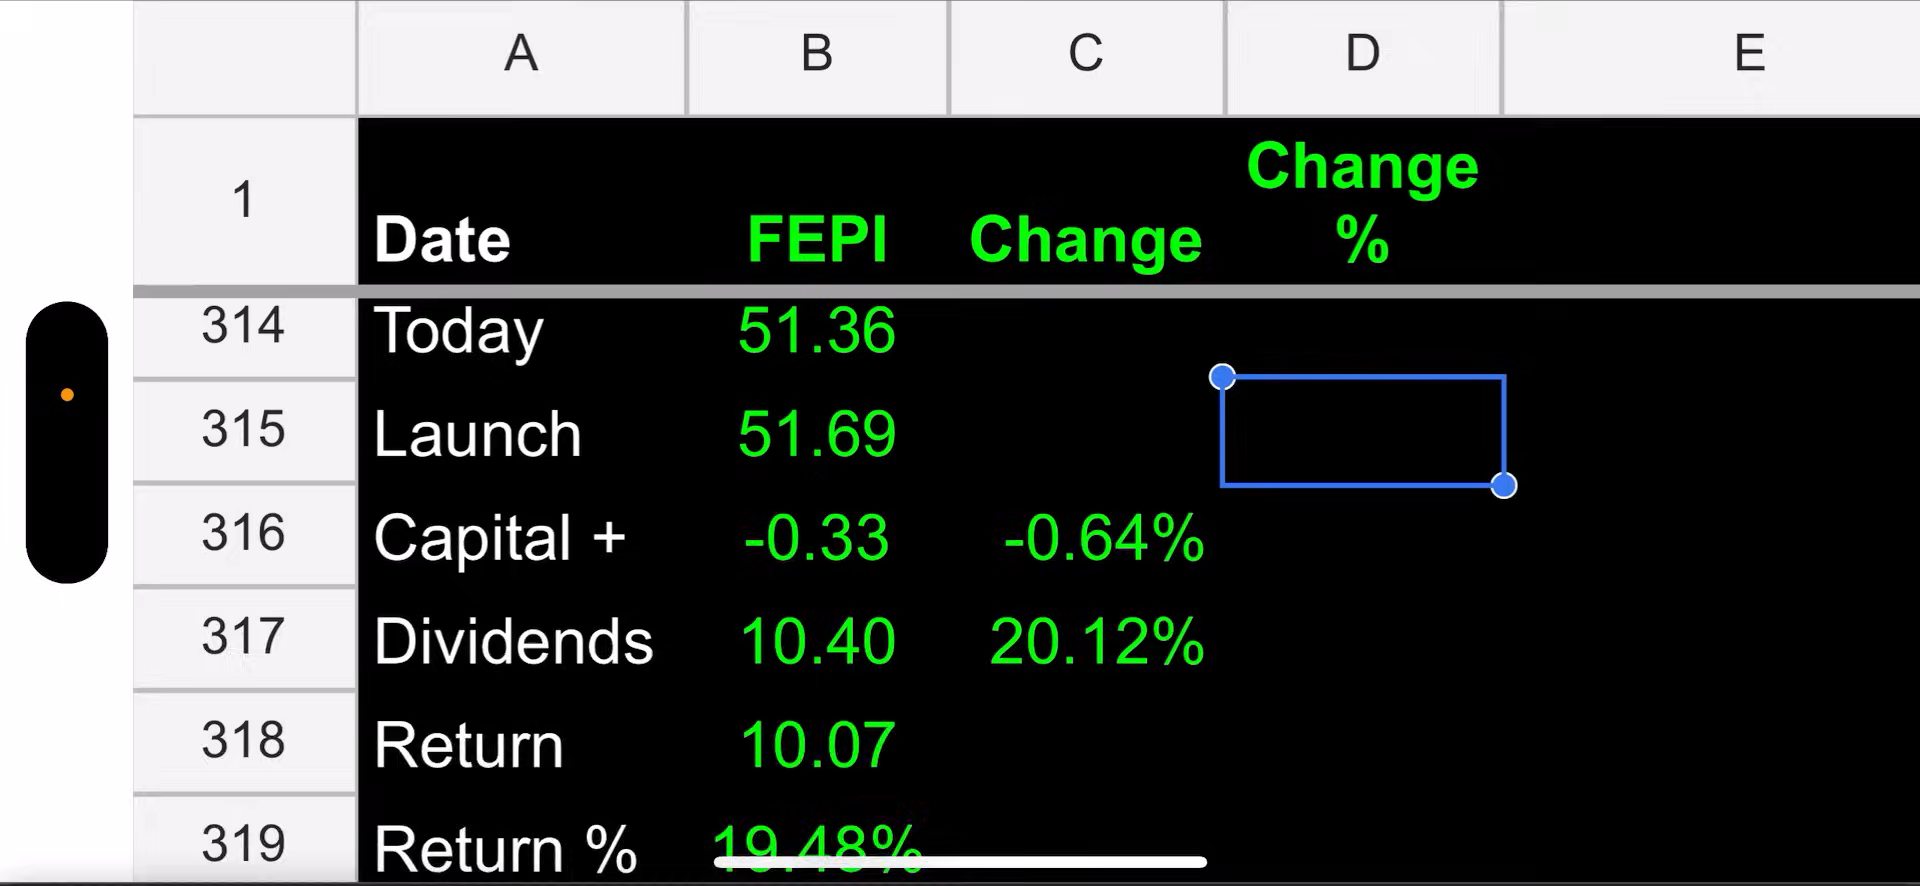 A B C D E
1 Date FEPI Change Change %
314 Today 51.36
315 Launch 51.69
316 Capital + -0.33 -0.64%
317 Dividends 10.40 20.12%
318 Return 10.07
319 Return % 19.48%